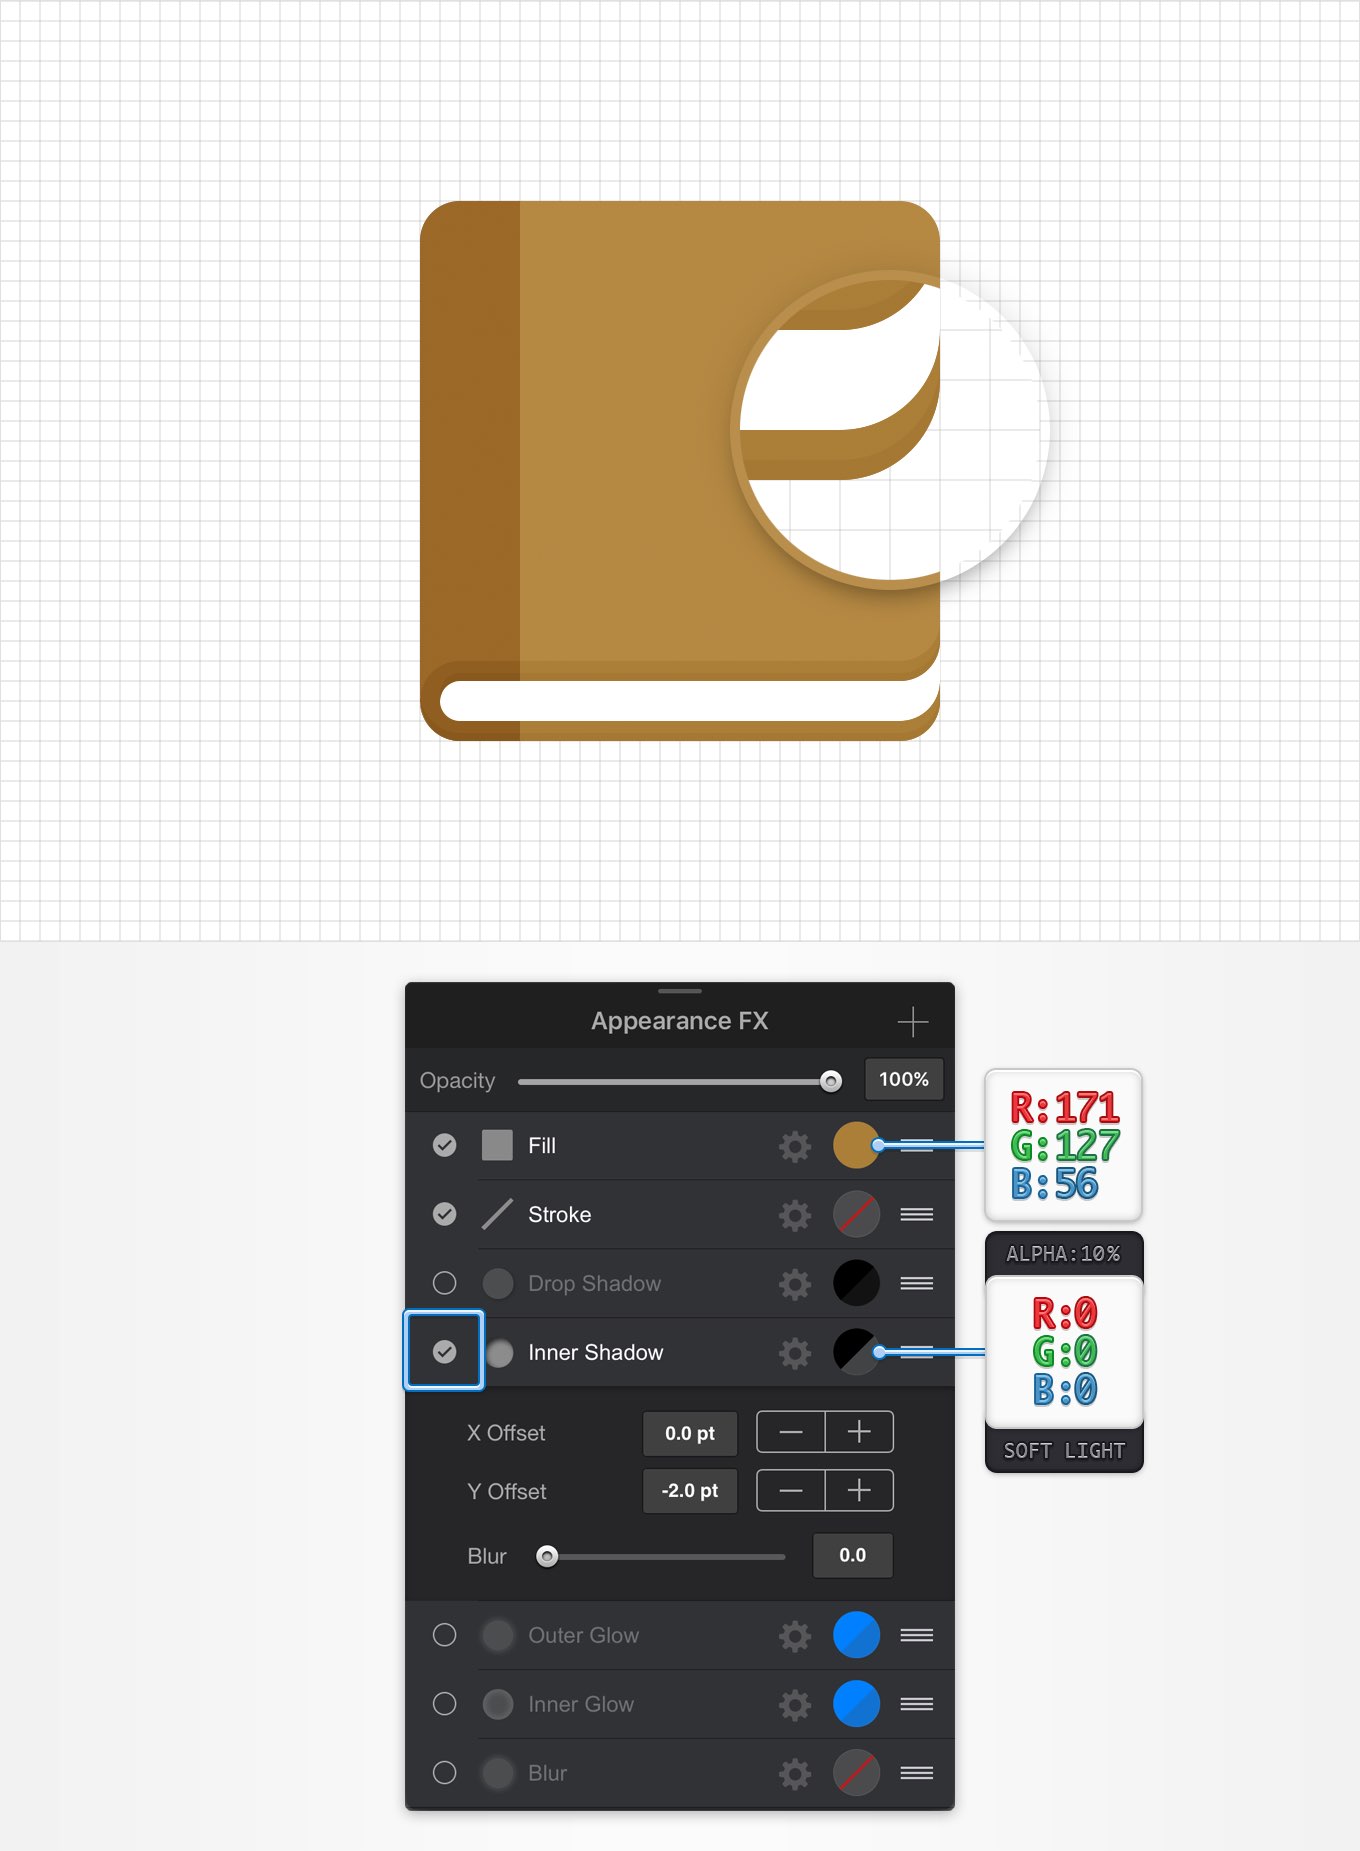 Appearance FX
Opacity 100%
Fill
R:171
G:127
B:56
Stroke
Drop Shadow
ALPHA:10%
Inner Shadow
R:0
G:0
B:0
SOFT LIGHT
X Offset 0.0 pt
Y Offset -2.0 pt
Blur 0.0
Outer Glow
Inner Glow
Blur